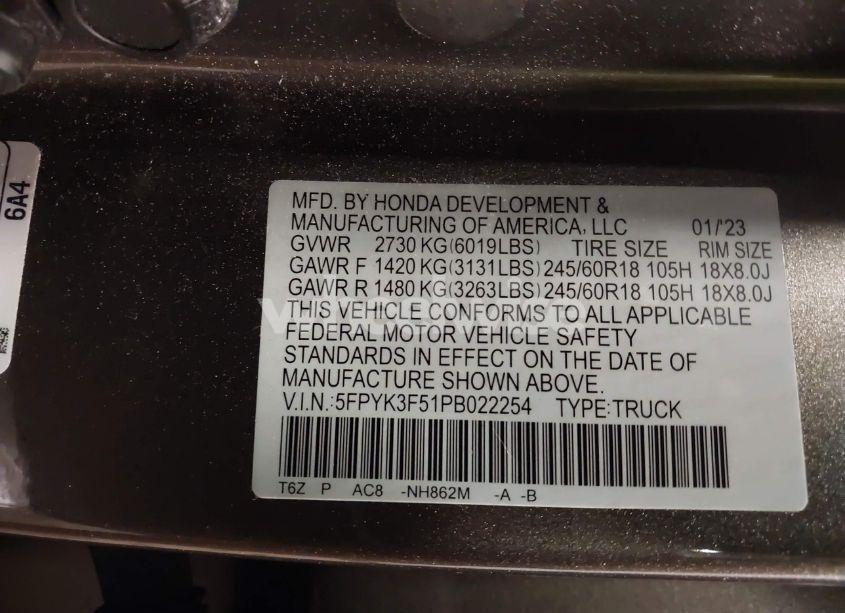 6A4
MFD. BY HONDA DEVELOPMENT &
MANUFACTURING OF AMERICA, LLC 01/'23
GVWR 2730 KG(6019LBS) TIRE SIZE RIM SIZE
GAWR F 1420 KG(3131LBS) 245/60R18 105H 18X8.0J
GAWR R 1480 KG(3263LBS) 245/60R18 105H 18X8.0J
THIS VEHICLE CONFORMS TO ALL APPLICABLE
FEDERAL MOTOR VEHICLE SAFETY
STANDARDS IN EFFECT ON THE DATE OF
MANUFACTURE SHOWN ABOVE.
V.I.N.:5FPYK3F51PB022254 TYPE:TRUCK
T6Z P AC8 -NH862M -A -B